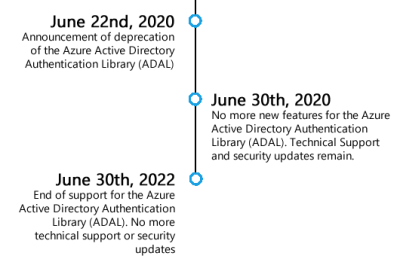 June 22nd, 2020
Announcement of deprecation
of the Azure Active Directory
Authentication Library (ADAL)
June 30th, 2020
No more new features for the Azure
Active Directory Authentication
Library (ADAL). Technical Support
and security updates remain.
June 30th, 2022
End of support for the Azure
Active Directory Authentication
Library (ADAL). No more
technical support or security
updates